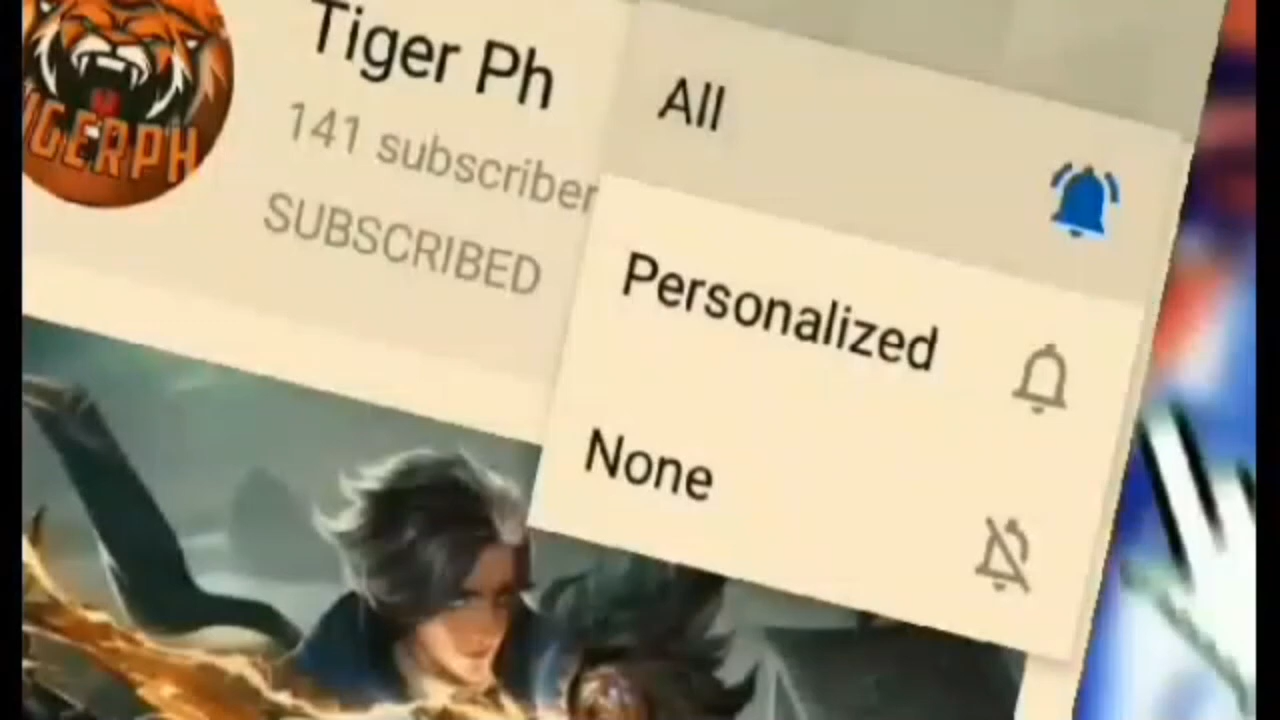 Tiger Ph
141 subscriber
SUBSCRIBED
IGERPH
All
Personalized
None